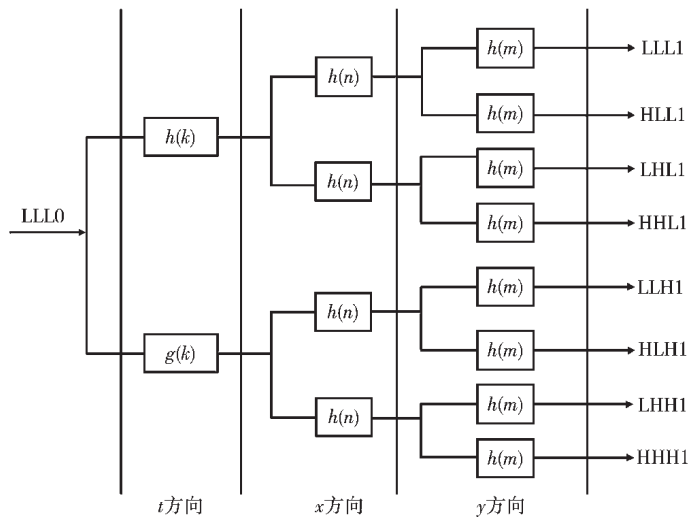 h(m)
LLL1
h(n)
h(m)
HLL1
h(k)
h(m)
LHL1
h(n)
h(m)
HHL1
LLL0
h(m)
LLH1
h(n)
h(m)
HLH1
g(k)
h(m)
LHH1
h(n)
h(m)
HHH1
t方向
x方向
y方向